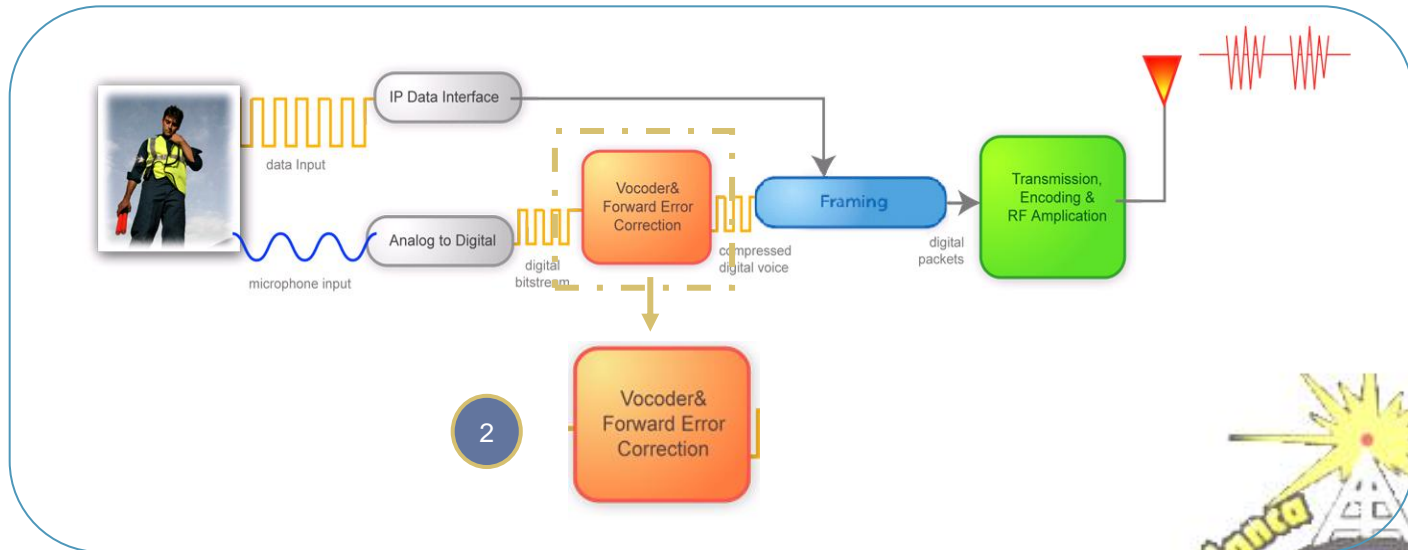 IP Data Interface
data Input
Vocoder&
Forward Error
Correction
Framing
Transmission,
Encoding &
RF Amplication
Analog to Digital
digital
bitstream
compressed
digital voice
digital
packets
microphone input
Vocoder&
Forward Error
Correction
2